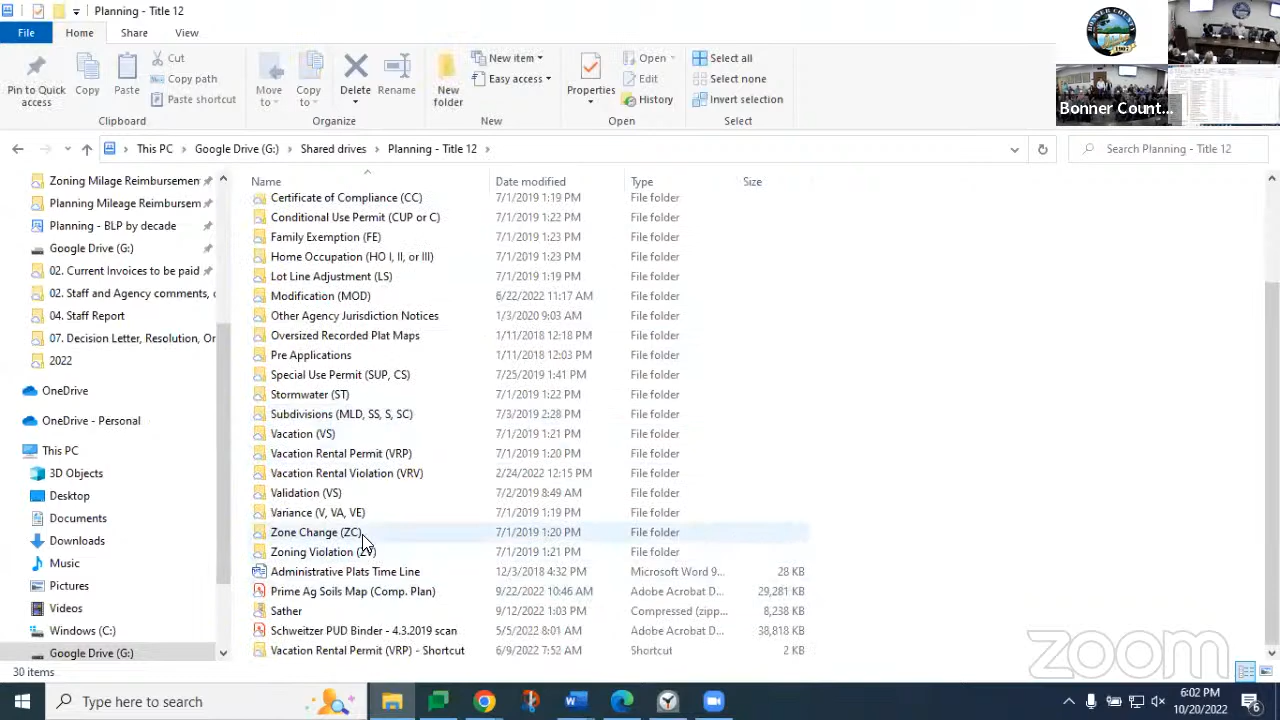 Planning - Title 12
File Home Share View
Pin to Quick access
Copy
Paste
Cut
Copy path
Paste shortcut
Clipboard
Rename
New folder
New item
Properties
Open
Edit
History
Open
Select all
Select none
Invert selection
Select
BONNER COUNTY
1907
Bonner Count...
This PC > Google Drive (G:) > Shared drives > Planning - Title 12 >
Search Planning - Title 12
Zoning Milage Reimbursemen
Planning Mileage Reimbursem
Planning - BLP by decade
Google Drive (G:)
02. Current Invoices to be paid
02. Staff and Agency comments, c
04. Staff Report
07. Decision Letter, Resolution, Or
2022
OneDrive
OneDrive - Personal
This PC
3D Objects
Desktop
Documents
Downloads
Music
Pictures
Videos
Windows (C:)
Google Drive (G:)
Name Date modified Type Size
Certificate of Compliance (CC) 7/1/2019 1:19 PM File folder
Conditional Use Permit (CUP or C) 7/1/2019 1:22 PM File folder
Family Exemption (FE) 7/1/2019 1:23 PM File folder
Home Occupation (HO I, II, or III) 7/1/2019 1:23 PM File folder
Lot Line Adjustment (LS) 7/1/2019 1:19 PM File folder
Modification (MOD) 6/22/2022 11:17 AM File folder
Other Agency Jurisdiction Notices 1/3/2020 9:03 AM File folder
Oversized Recorded Plat Maps 1/11/2018 12:18 PM File folder
Pre Applications 1/11/2018 12:03 PM File folder
Special Use Permit (SUP, CS) 7/25/2019 1:41 PM File folder
Stormwater (ST) 7/1/2019 1:22 PM File folder
Subdivisions (MLD, SS, S, SC) 7/3/2019 2:28 PM File folder
Vacation (VS) 7/1/2019 1:21 PM File folder
Vacation Rental Permit (VRP) 7/1/2019 1:20 PM File folder
Vacation Rental Violation (VRV) 2/24/2022 12:15 PM File folder
Validation (VS) 7/2/2019 8:49 AM File folder
Variance (V, VA, VE) 7/1/2019 1:19 PM File folder
Zone Change (ZC) 7/1/2019 1:20 PM File folder
Zoning Violation 7/1/2019 1:21 PM File folder
Administrative Plats Time Line 12/3/2018 4:32 PM Microsoft Word 9... 28 KB
Prime Ag Soils Map (Comp. Plan) 10:46 AM Adobe Acrobat D... 29,281 KB
Sather 9/12/2022 1:03 PM Compressed (zipp... 8,238 KB
Schweitzer PUD Binder - 4.3.2019 scan 5/5/2022 8:01 AM Adobe Acrobat D... 38,818 KB
Vacation Rental Permit (VRP) - Shortcut 6/9/2022 7:52 AM Shortcut 2 KB
30 items
zoom
Type here to search
6:02 PM
10/20/2022
6